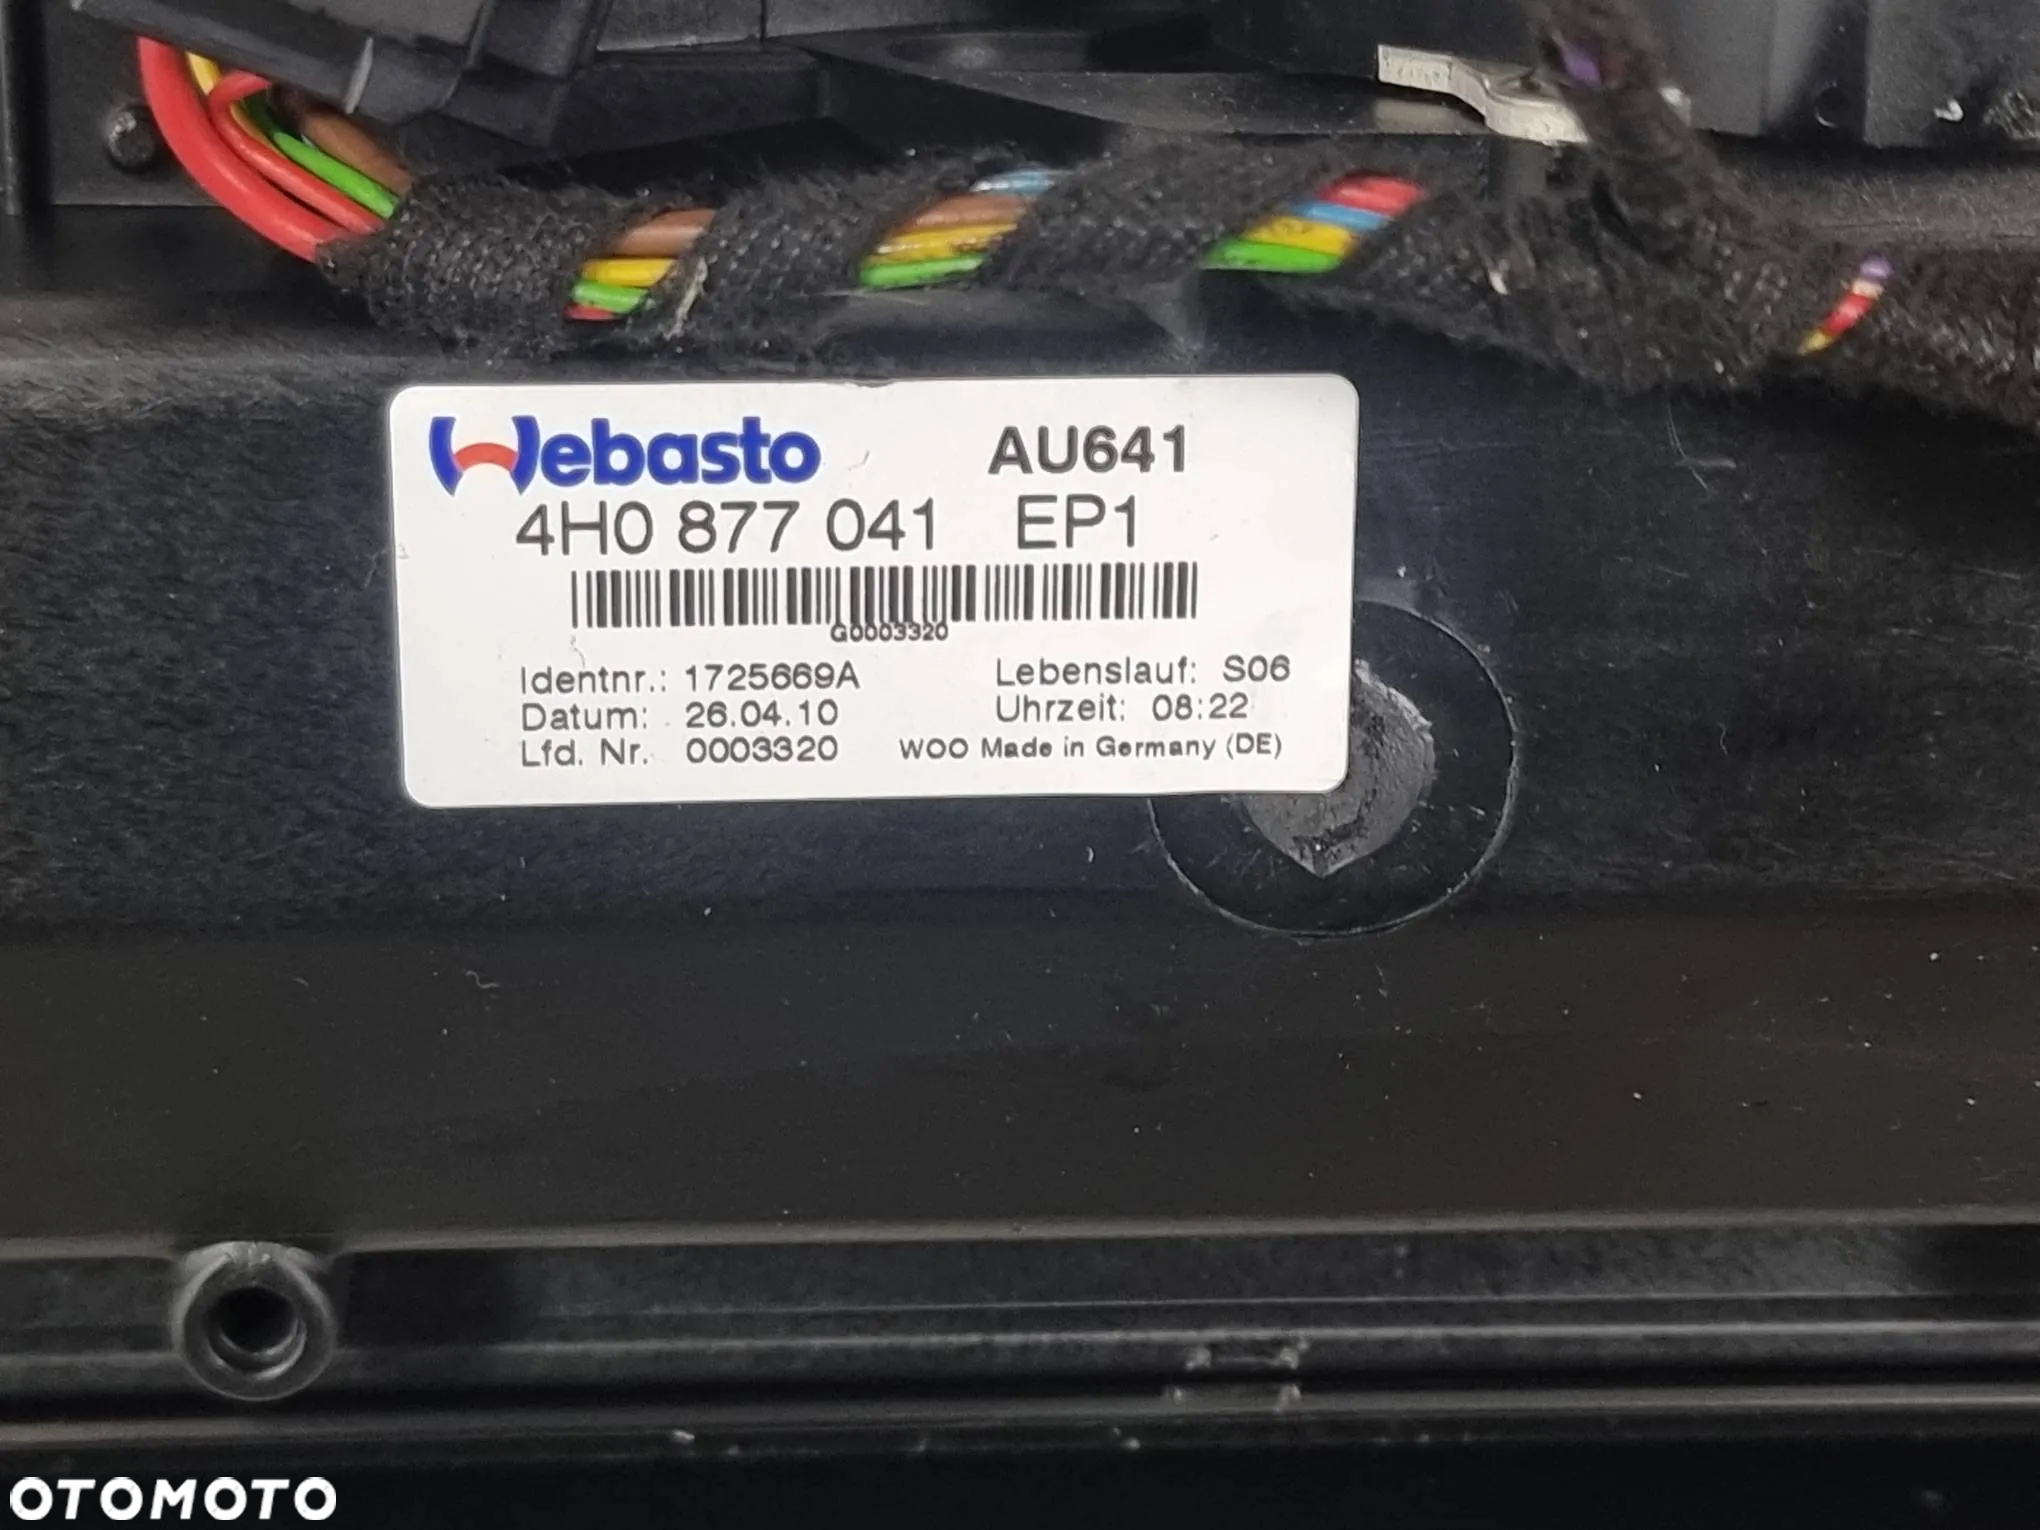 Webasto AU641
4H0 877 041 EP1
G0003320
Identnr.: 1725669A Lebenslauf: S06
Datum: 26.04.10 Uhrzeit: 08:22
Lfd. Nr. 0003320 WOO Made in Germany (DE)
OTOMOTO